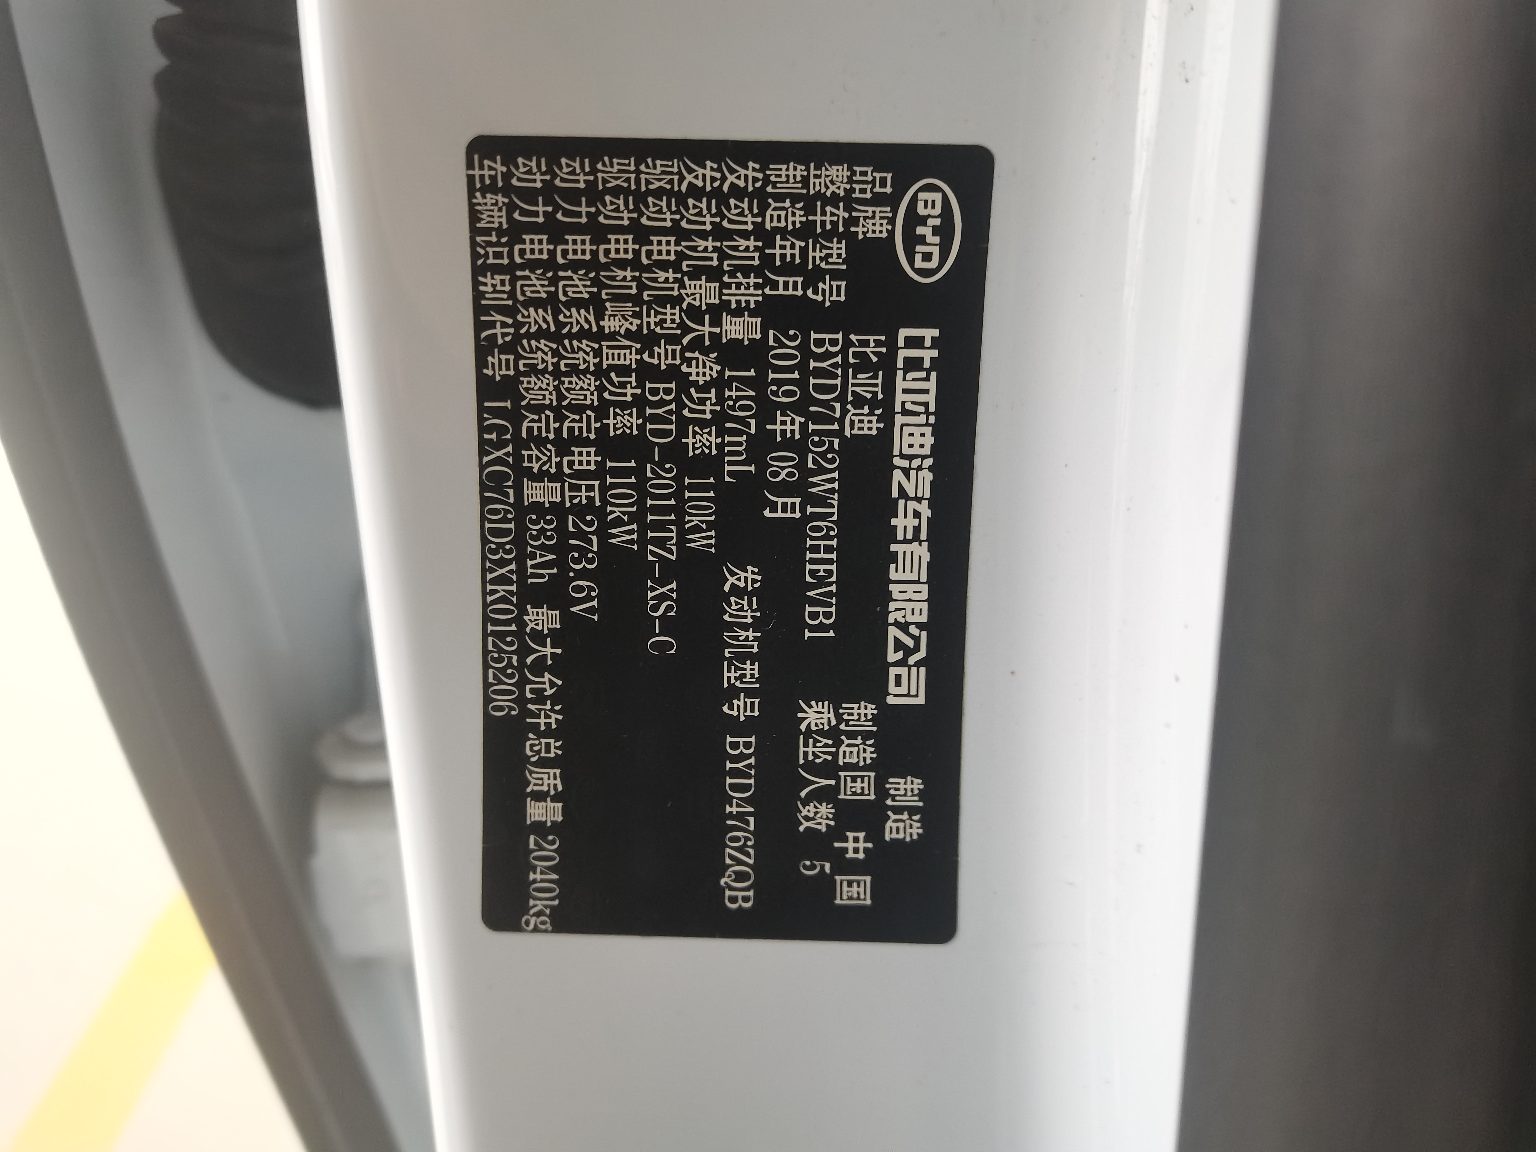 BYD 比亚迪汽车有限公司 制造
品牌 比亚迪 制造国 中国
整车型号 BYD7152WT6HEVB1 乘坐人数 5
制造年月 2019年08月
发动机排量 1497mL 发动机型号 BYD476ZQB
发动机最大净功率 110kW
驱动电机型号 BYD-2011TZ-XS-C
驱动电机峰值功率 110kW
动力电池系统额定电压 273.6V
动力电池系统额定容量 33Ah 最大允许总质量 2040kg
车辆识别代号 LGXC76D3XK0125206